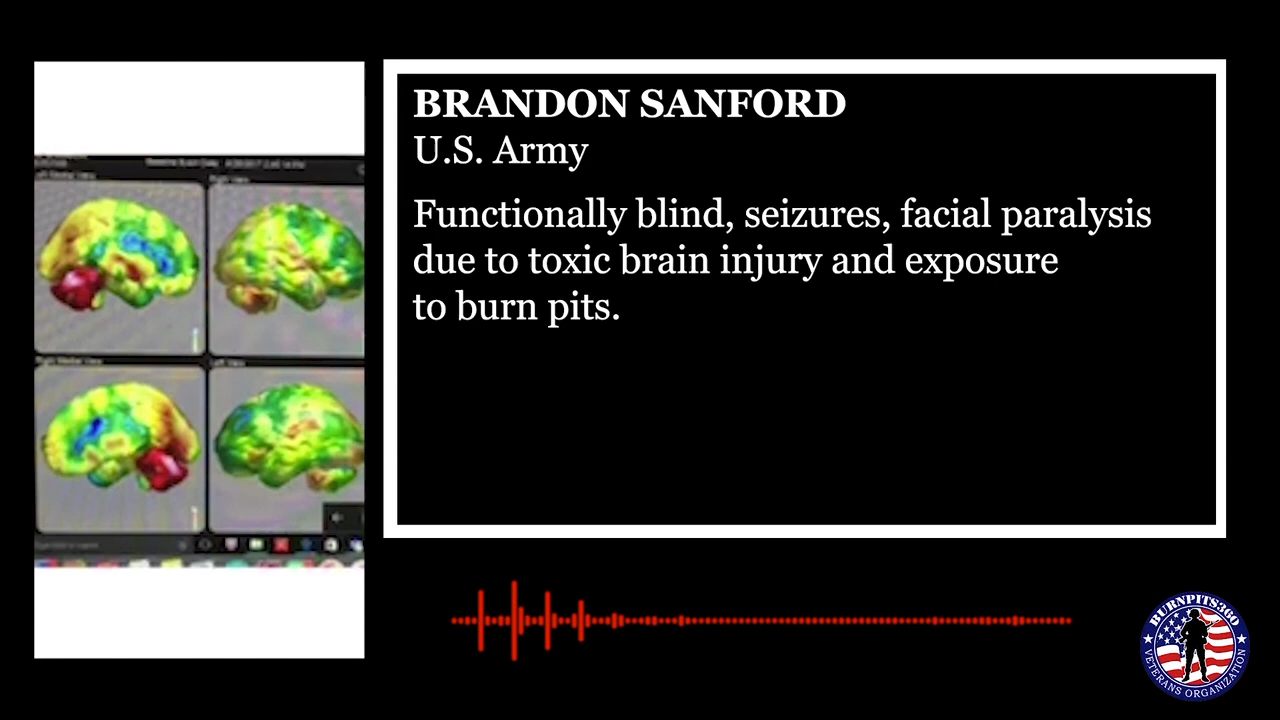 BRANDON SANFORD
U.S. Army
Functionally blind, seizures, facial paralysis
due to toxic brain injury and exposure
to burn pits.
BURNPITS360
VETERANS ORGANIZATION